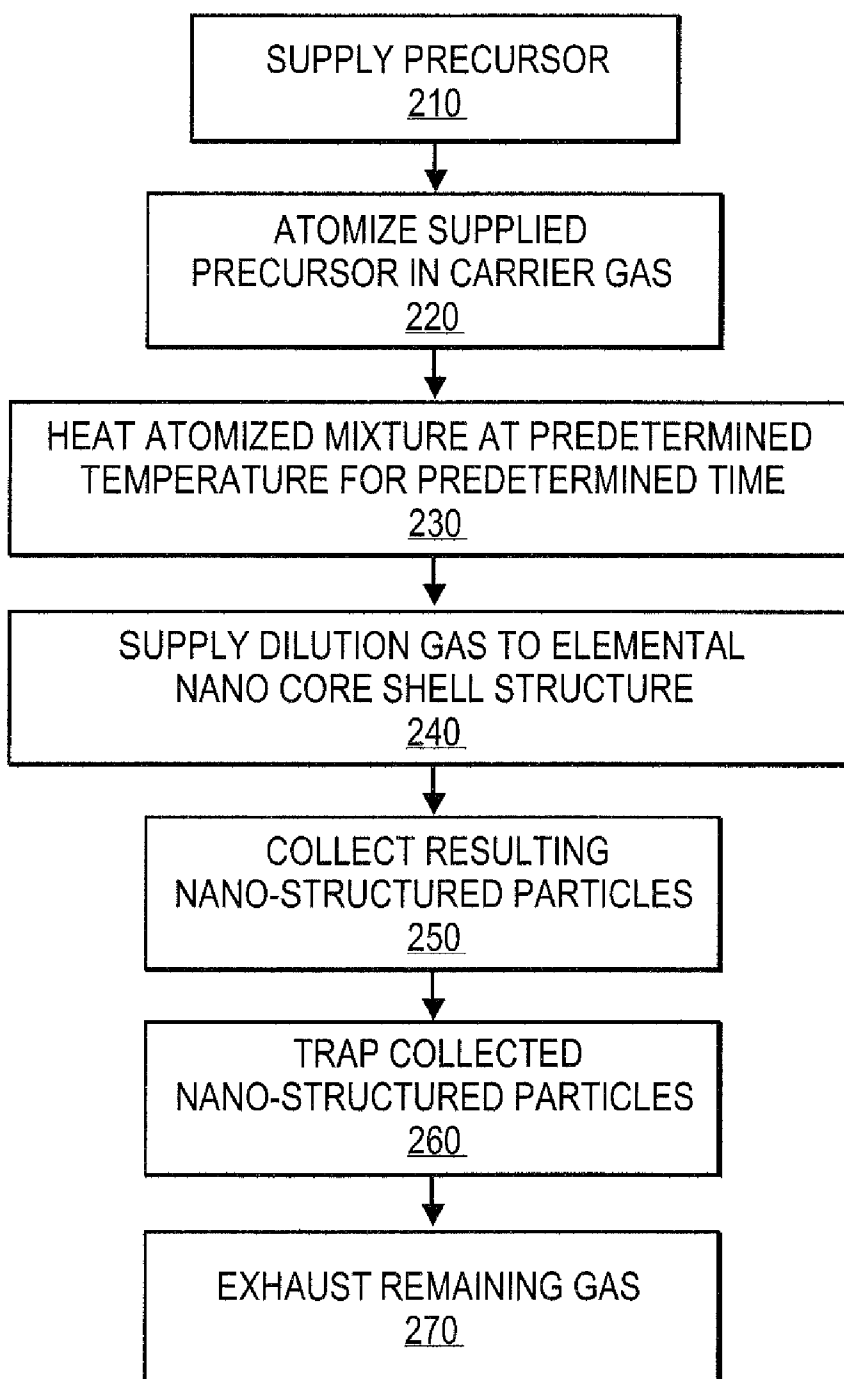 SUPPLY PRECURSOR
210
ATOMIZE SUPPLIED
PRECURSOR IN CARRIER GAS
220
HEAT ATOMIZED MIXTURE AT PREDETERMINED
TEMPERATURE FOR PREDETERMINED TIME
230
SUPPLY DILUTION GAS TO ELEMENTAL
NANO CORE SHELL STRUCTURE
240
COLLECT RESULTING
NANO-STRUCTURED PARTICLES
250
TRAP COLLECTED
NANO-STRUCTURED PARTICLES
260
EXHAUST REMAINING GAS
270